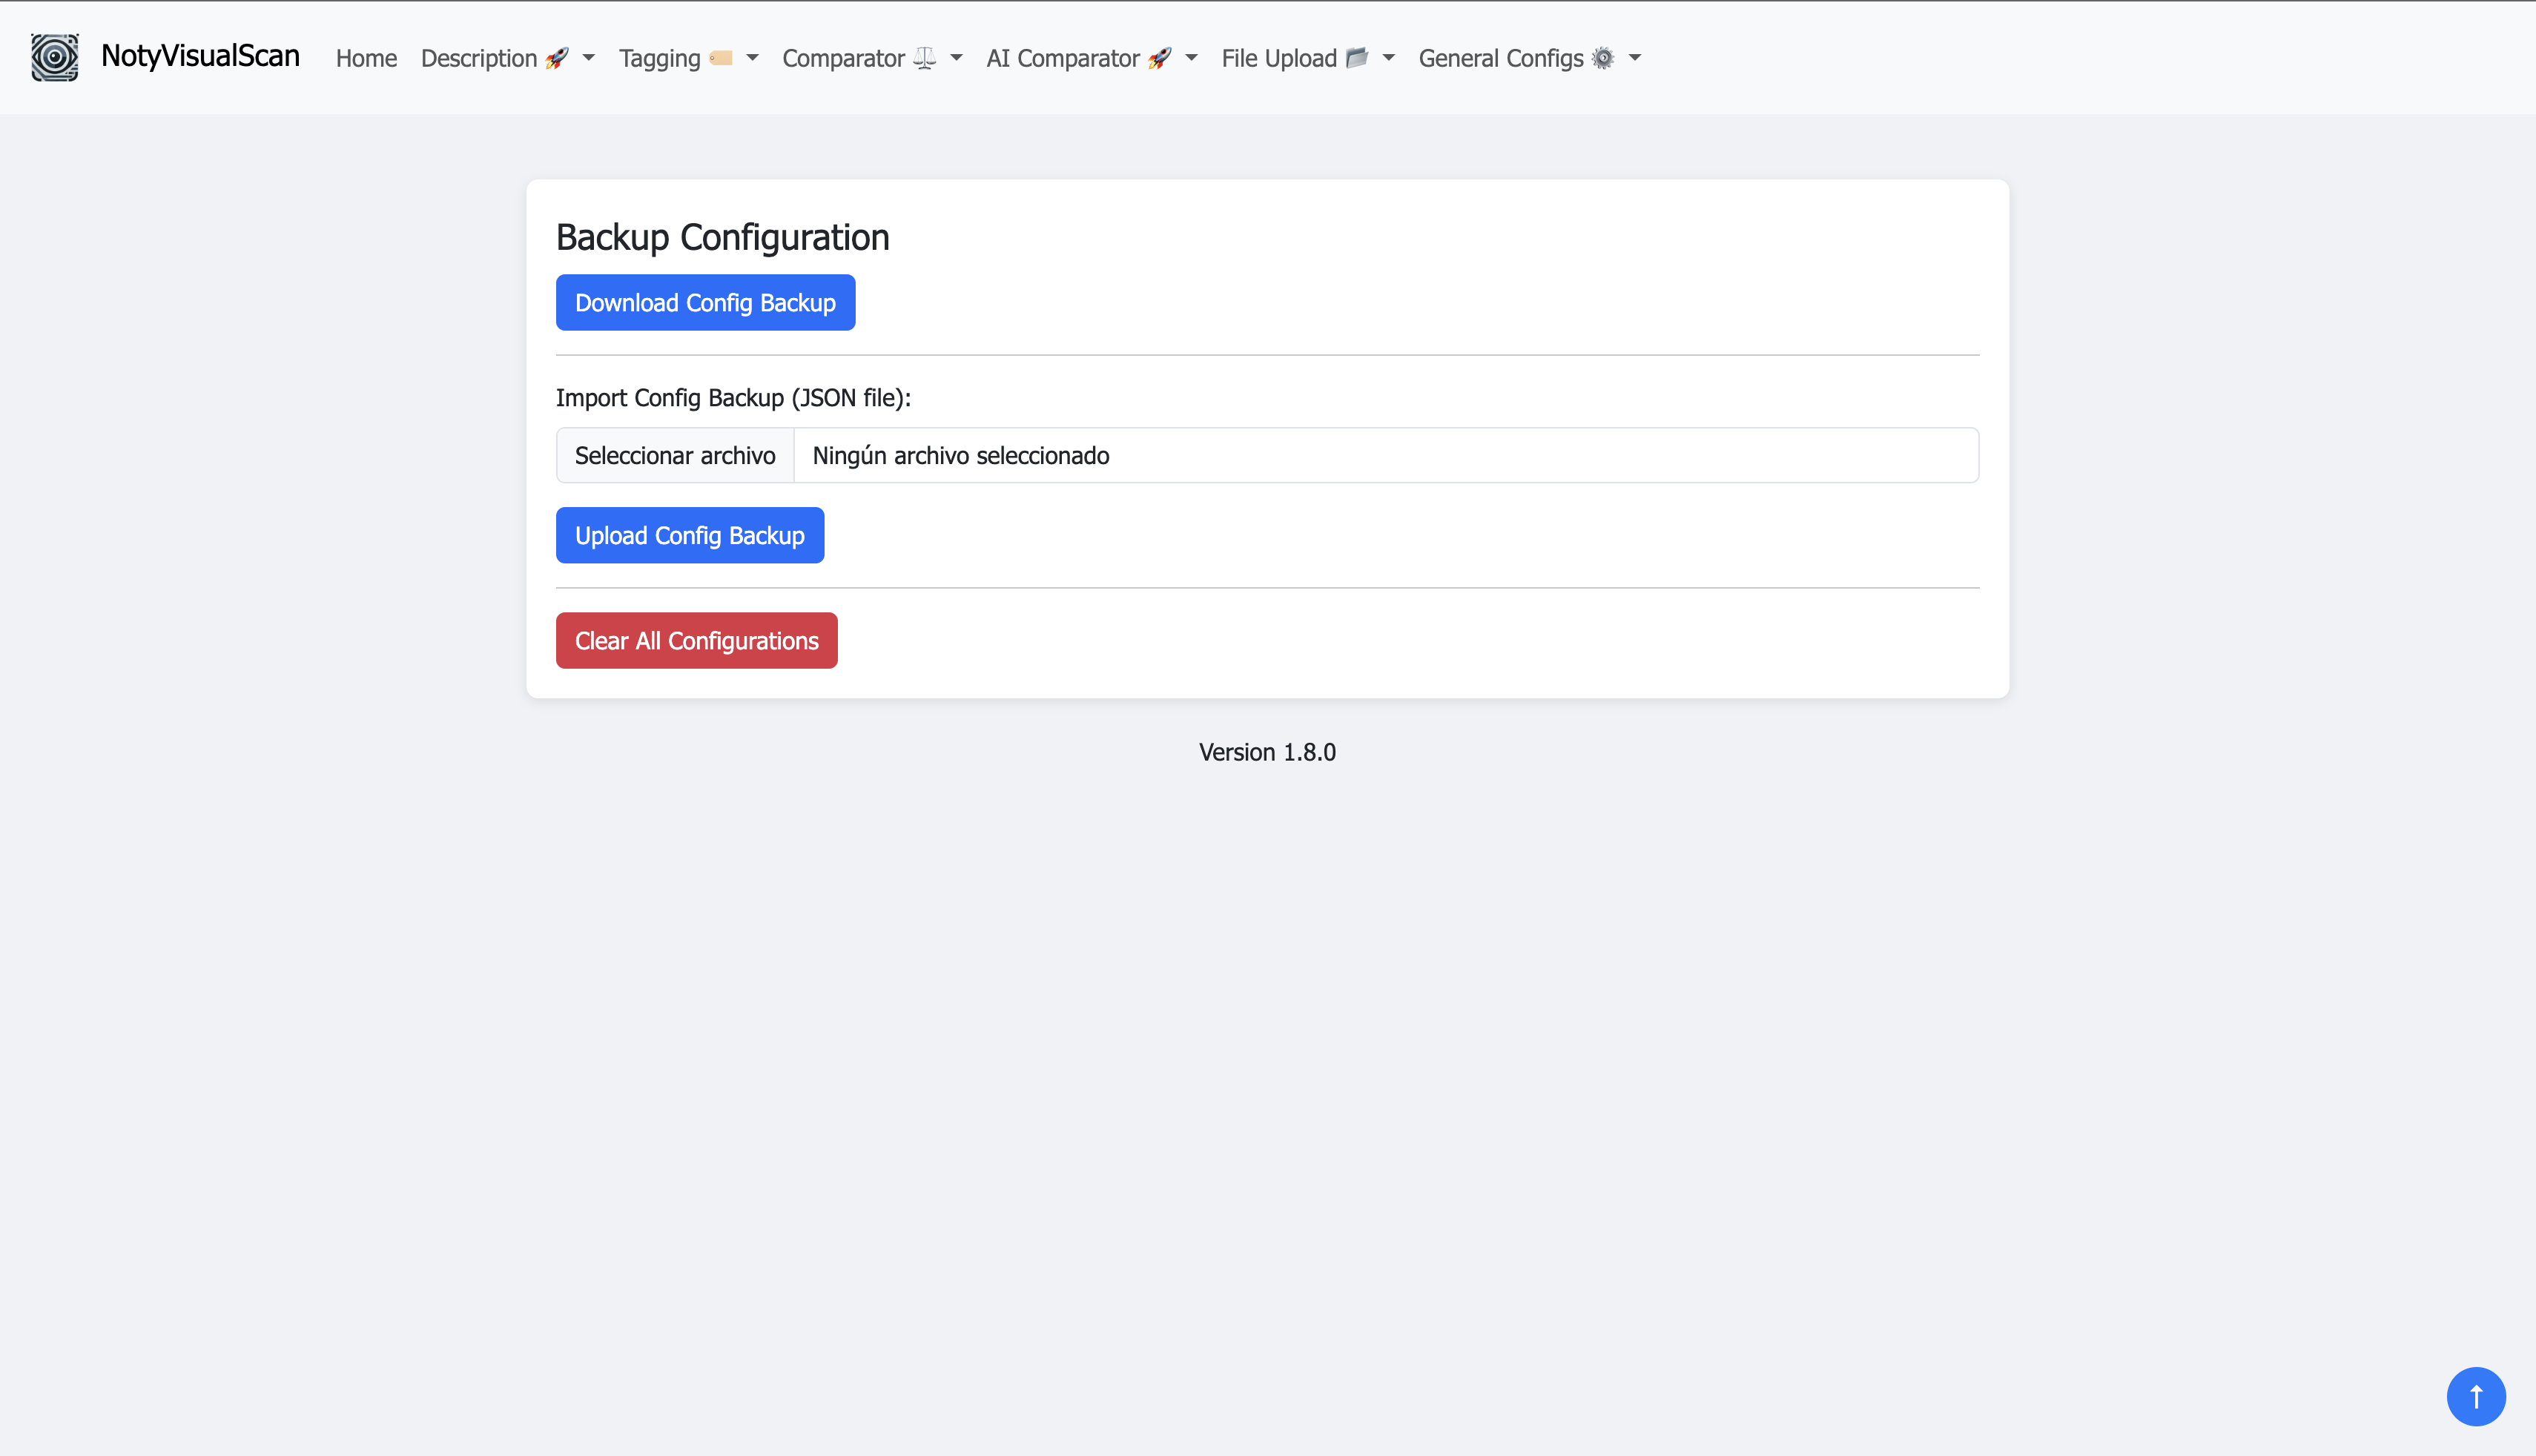 NotyVisualScan Home Description 🚀 Tagging 🏷️ Comparator ⚖️ AI Comparator 🚀 File Upload 📂 General Configs ⚙️
Backup Configuration
Download Config Backup
Import Config Backup (JSON file):
Seleccionar archivo Ningún archivo seleccionado
Upload Config Backup
Clear All Configurations
Version 1.8.0
↑